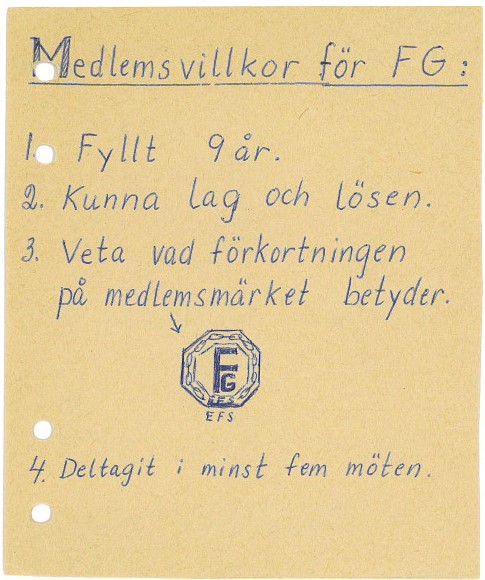 Medlemsvillkor för FG:
1. Fyllt 9 år.
2. Kunna lag och lösen.
3. Veta vad förkortningen
på medlemsmärket betyder.
FG
EFS
EFS
4. Deltagit i minst fem möten.